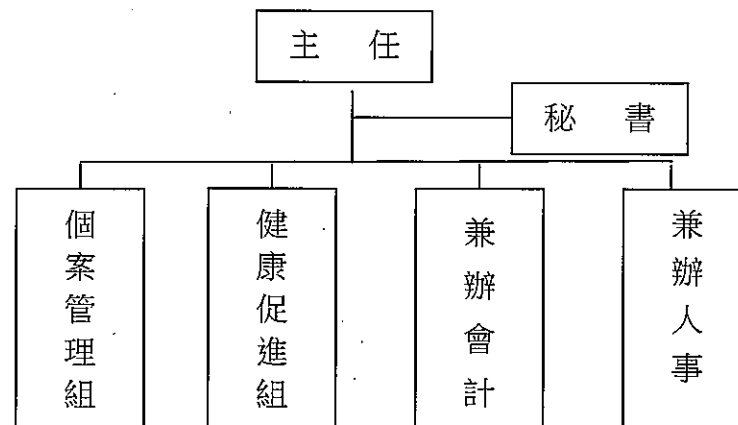 主 任
秘 書
個案管理組
健康促進組
兼辦會計
兼辦人事